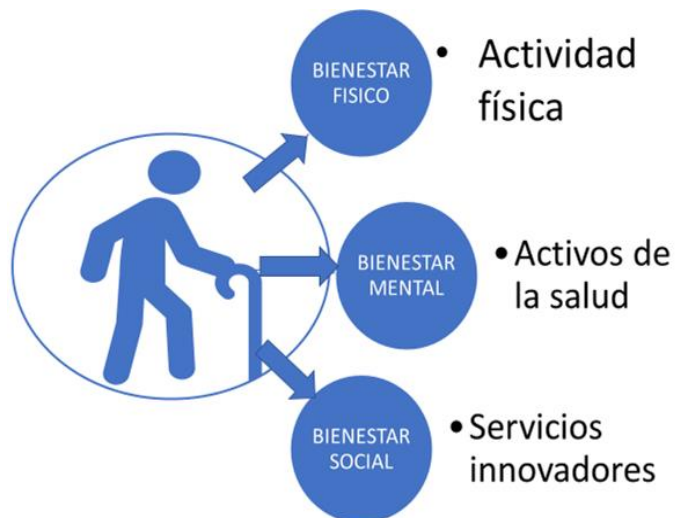 BIENESTAR
FISICO
• Actividad
física
BIENESTAR
MENTAL
• Activos de
la salud
BIENESTAR
SOCIAL
• Servicios
innovadores